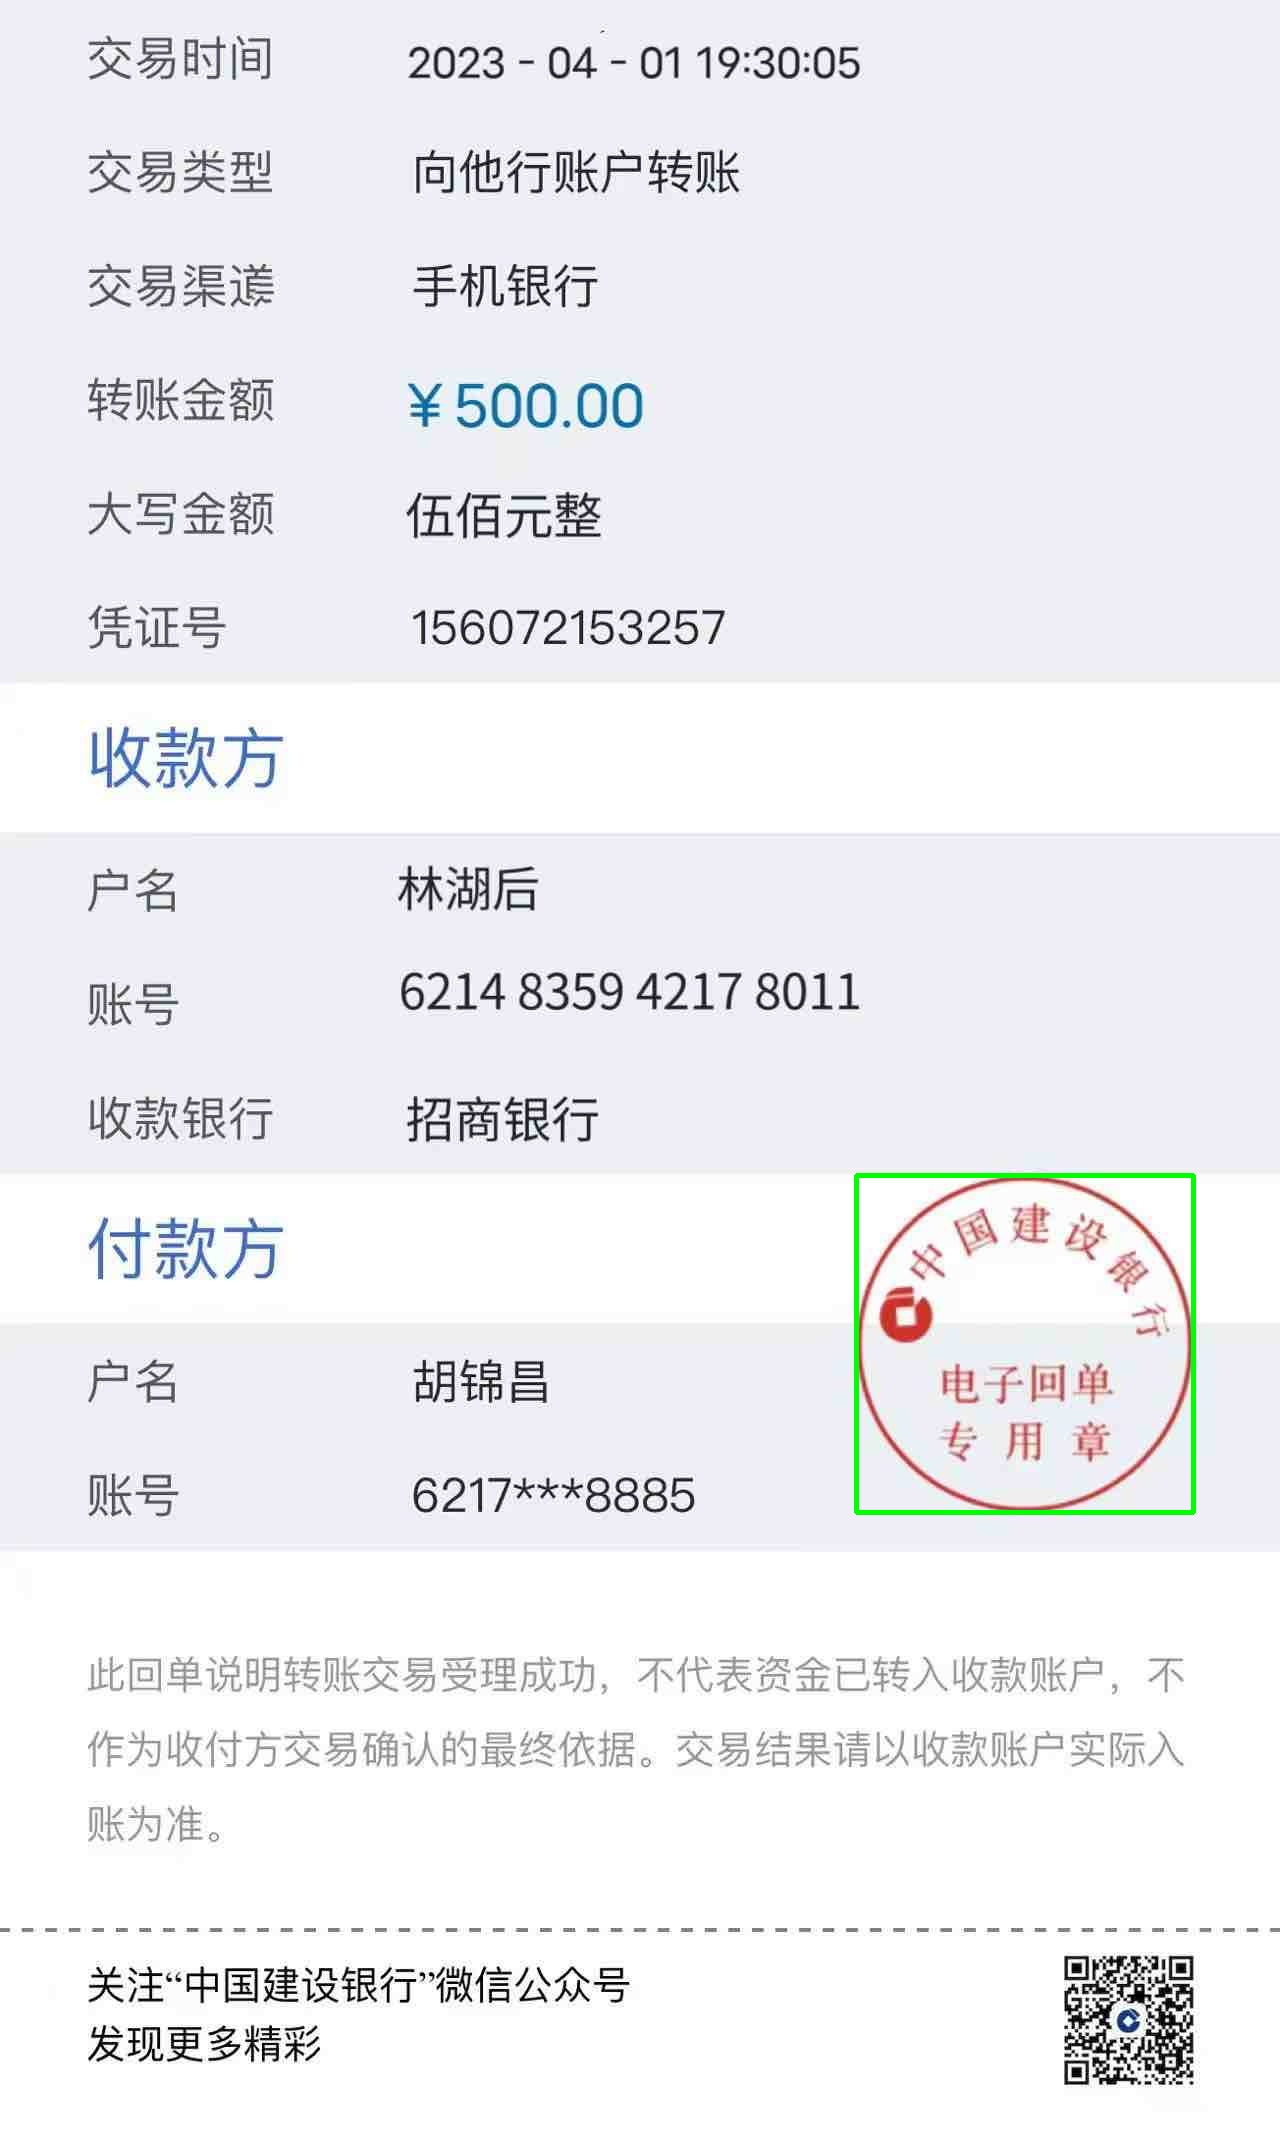 交易时间 2023 - 04 - 01 19:30:05
交易类型 向他行账户转账
交易渠道 手机银行
转账金额 ¥500.00
大写金额 伍佰元整
凭证号 156072153257
收款方
户名 林湖后
账号 6214 8359 4217 8011
收款银行 招商银行
付款方
中国建设银行
电子回单
专用章
户名 胡锦昌
账号 6217***8885
此回单说明转账交易受理成功，不代表资金已转入收款账户，不
作为收付方交易确认的最终依据。交易结果请以收款账户实际入
账为准。
关注“中国建设银行”微信公众号
发现更多精彩